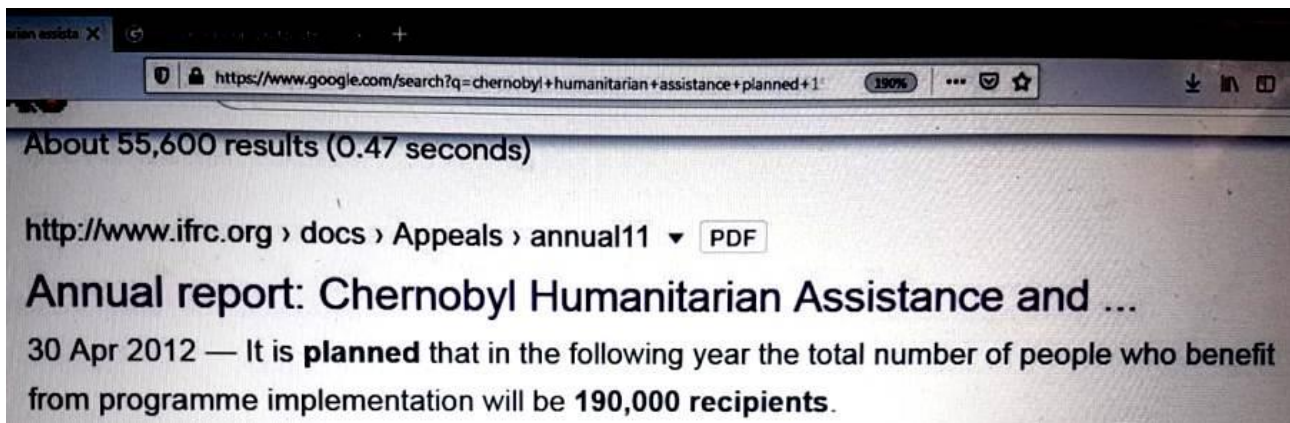 arian assista
https://www.google.com/search?q=chernobyl+humanitarian+assistance+planned+1
190%
About 55,600 results (0.47 seconds)
http://www.ifrc.org › docs › Appeals › annual11 PDF
Annual report: Chernobyl Humanitarian Assistance and ...
30 Apr 2012 — It is planned that in the following year the total number of people who benefit
from programme implementation will be 190,000 recipients.